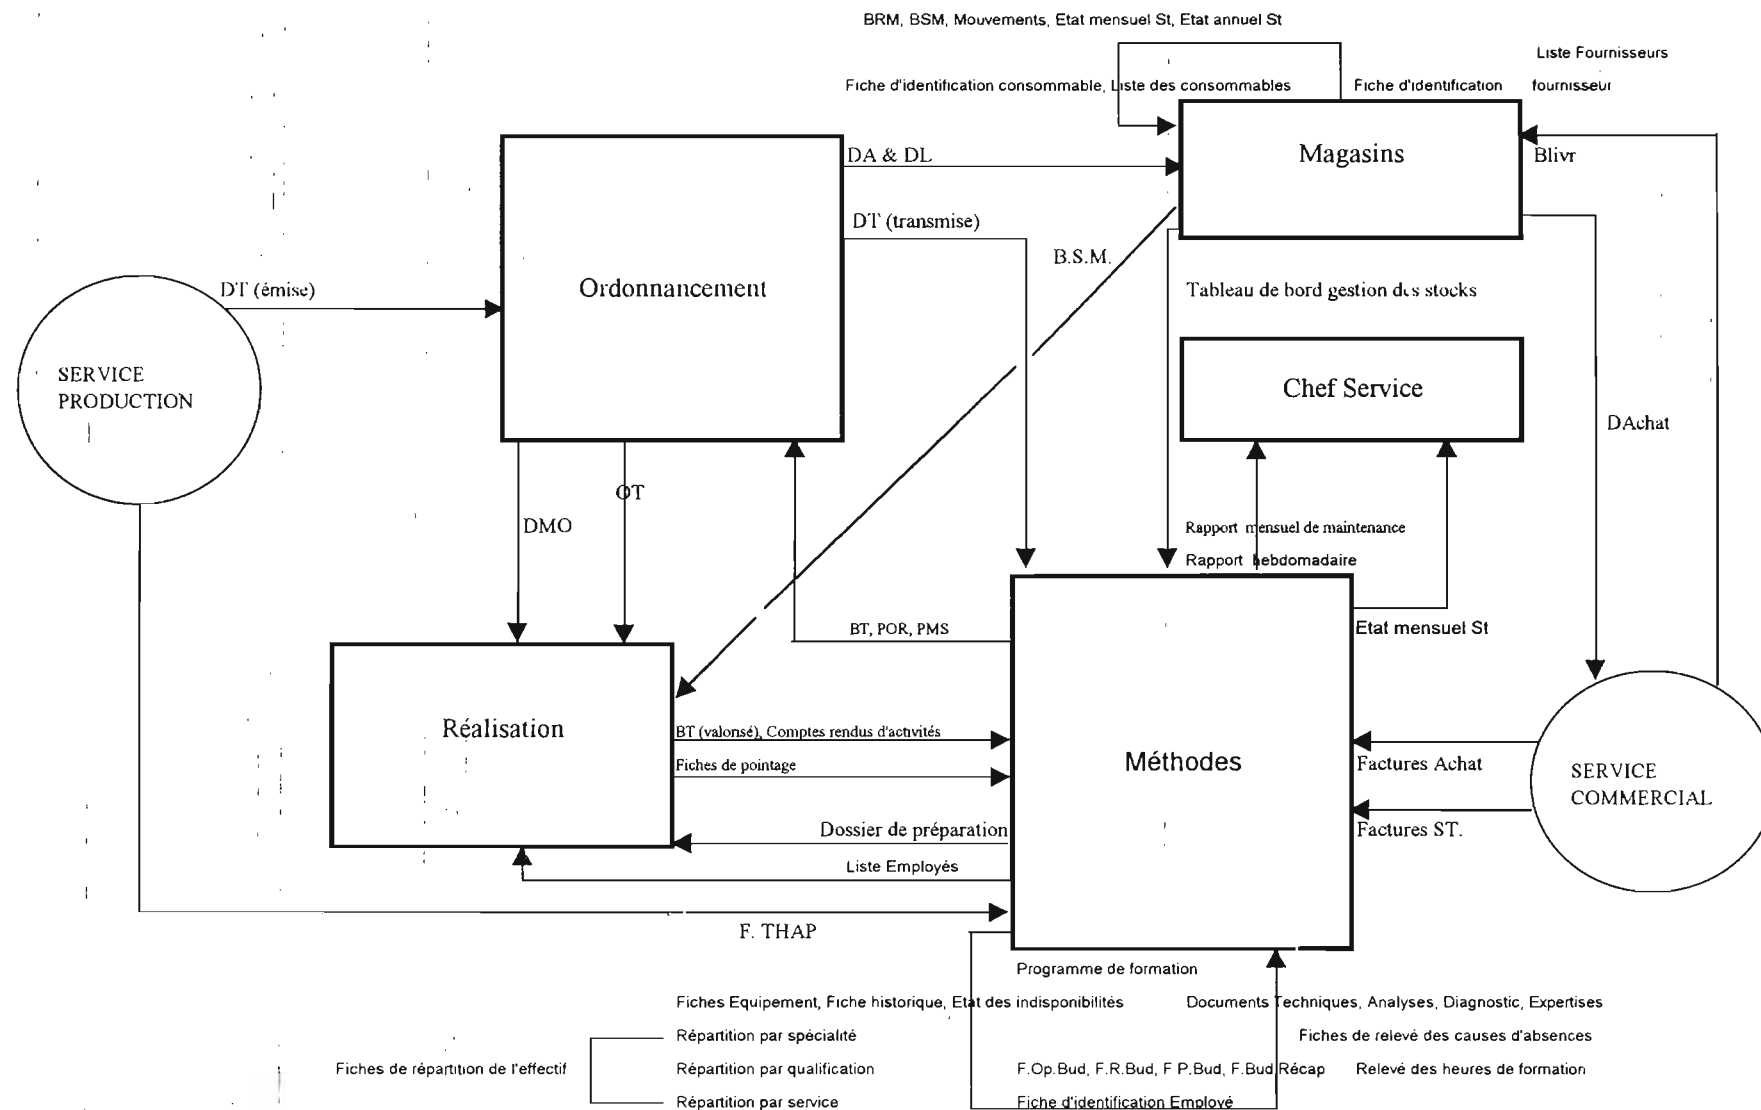 BRM, BSM, Mouvements, Etat mensuel St, Etat annuel St
Liste Fournisseurs
Fiche d'identification consommable, Liste des consommables
Fiche d'identification fournisseur
DA & DL
Magasins
Blivr
DT (transmise)
B.S.M.
DT (émise)
Ordonnancement
Tableau de bord gestion des stocks
SERVICE
PRODUCTION
Chef Service
DAchat
OT
DMO
Rapport mensuel de maintenance
Rapport hebdomadaire
BT, POR, PMS
Etat mensuel St
Réalisation
BT (valorisé), Comptes rendus d'activités
Fiches de pointage
Méthodes
Factures Achat
SERVICE
COMMERCIAL
Dossier de préparation
Factures ST.
Liste Employés
F. THAP
Programme de formation
Fiches Equipement, Fiche historique, Etat des indisponibilités
Documents Techniques, Analyses, Diagnostic, Expertises
Répartition par spécialité
Fiches de relevé des causes d'absences
Fiches de répartition de l'effectif
Répartition par qualification
F.Op.Bud, F.R.Bud, F P.Bud, F.Bud Récap
Relevé des heures de formation
Répartition par service
Fiche d'identification Employé